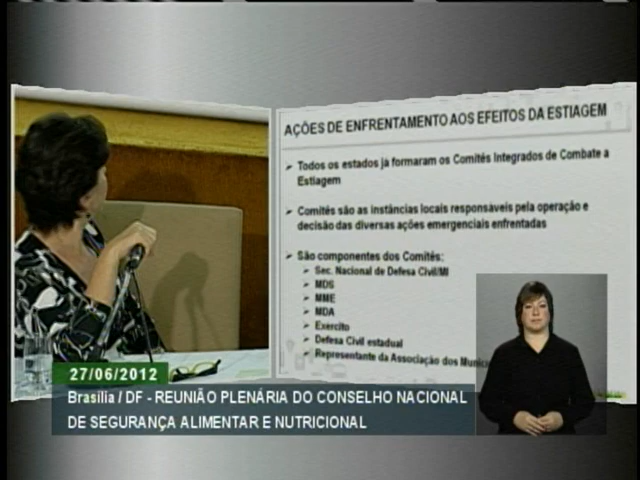 AÇÕES DE ENFRENTAMENTO AOS EFEITOS DA ESTIAGEM
Todos os estados já formaram os Comitês Integrados de Combate a
Estiagem
Comitês são as instâncias locais responsáveis pela operação e
decisão das diversas ações emergenciais enfrentadas
São componentes dos Comitês:
Sec. Nacional de Defesa Civil/MI
MDS
MME
MDA
Exercito
Defesa Civil estadual
Representante da Associação dos
27/06/2012
Brasília / DF - REUNIÃO PLENÁRIA DO CONSELHO NACIONAL
DE SEGURANÇA ALIMENTAR E NUTRICIONAL